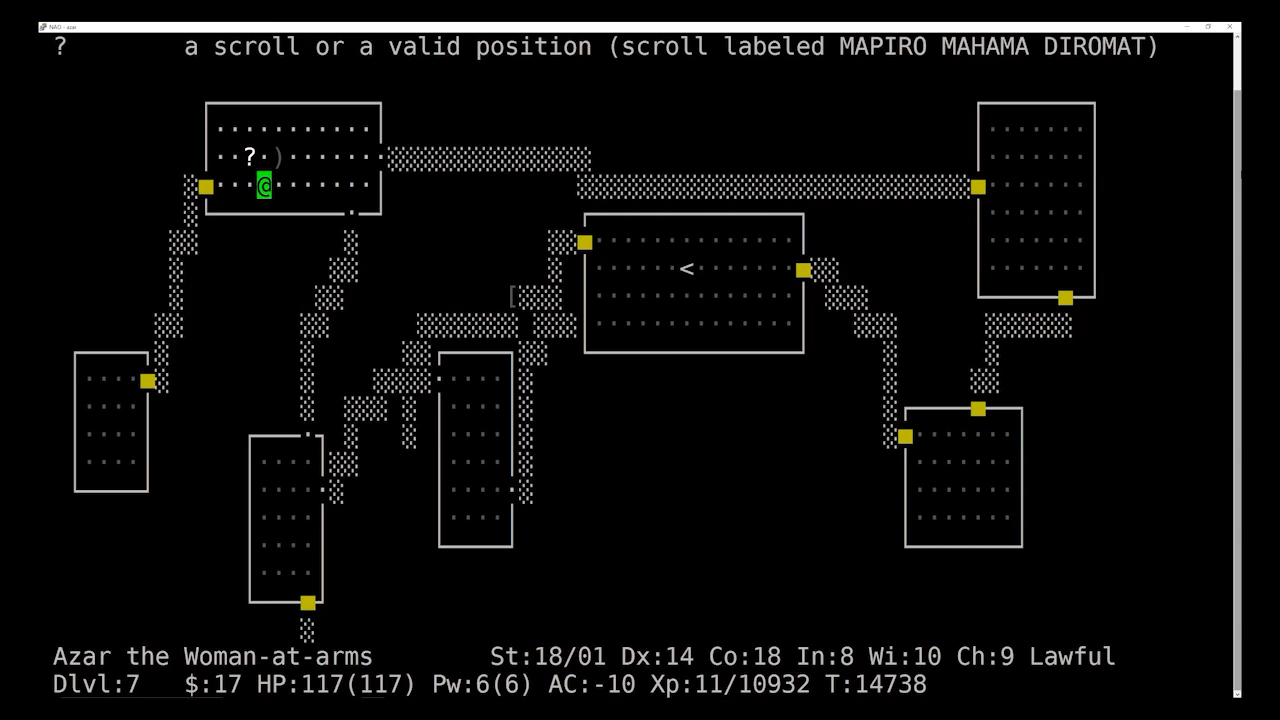 NAO - azar
?        a scroll or a valid position (scroll labeled MAPIRO MAHAMA DIROMAT)
Azar the Woman-at-arms        St:18/01 Dx:14 Co:18 In:8 Wi:10 Ch:9 Lawful
Dlvl:7  $:17 HP:117(117) Pw:6(6) AC:-10 Xp:11/10932 T:14738